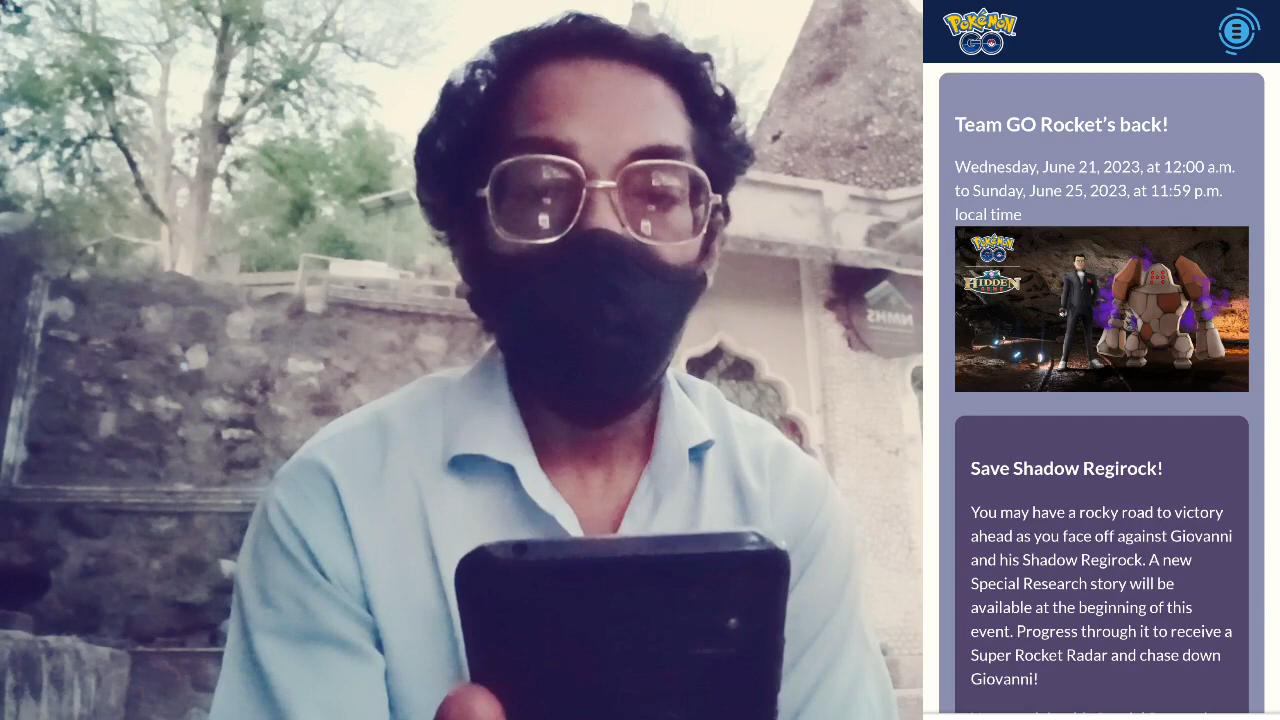 POKÉMON
GO
Team GO Rocket's back!
Wednesday, June 21, 2023, at 12:00 a.m.
to Sunday, June 25, 2023, at 11:59 p.m.
local time
POKÉMON
GO
HIDDEN
GEMS
Save Shadow Regirock!
You may have a rocky road to victory
ahead as you face off against Giovanni
and his Shadow Regirock. A new
Special Research story will be
available at the beginning of this
event. Progress through it to receive a
Super Rocket Radar and chase down
Giovanni!
NMHS